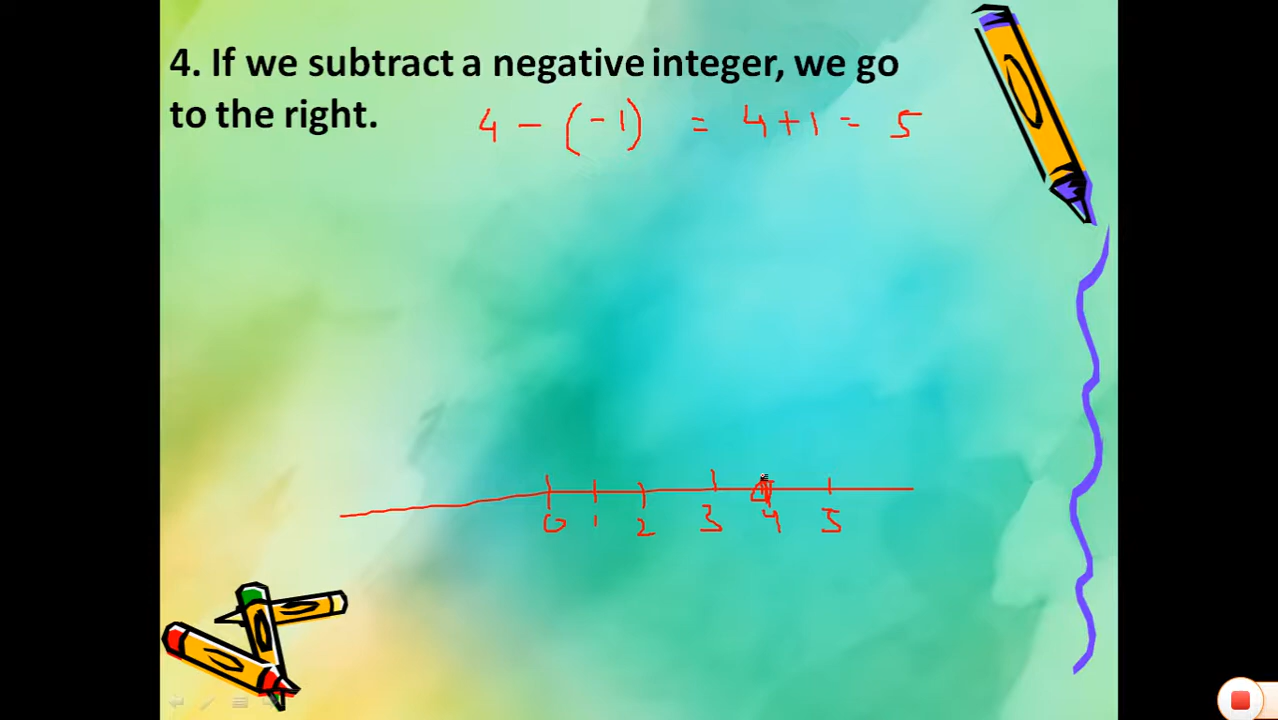 4. If we subtract a negative integer, we go
to the right. 4 - (-1) = 4+1 = 5
0 1 2 3 4 5